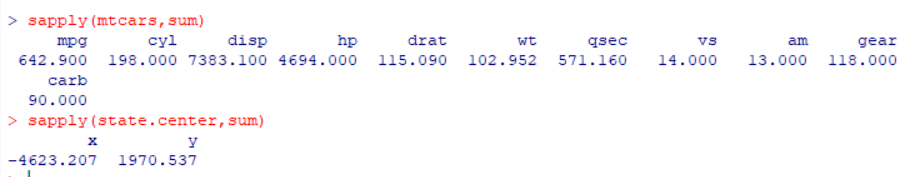 > sapply(mtcars,sum)
mpg cyl disp hp drat wt qsec vs am gear
642.900 198.000 7383.100 4694.000 115.090 102.952 571.160 14.000 13.000 118.000
carb
90.000
> sapply(state.center,sum)
x y
-4623.207 1970.537
>